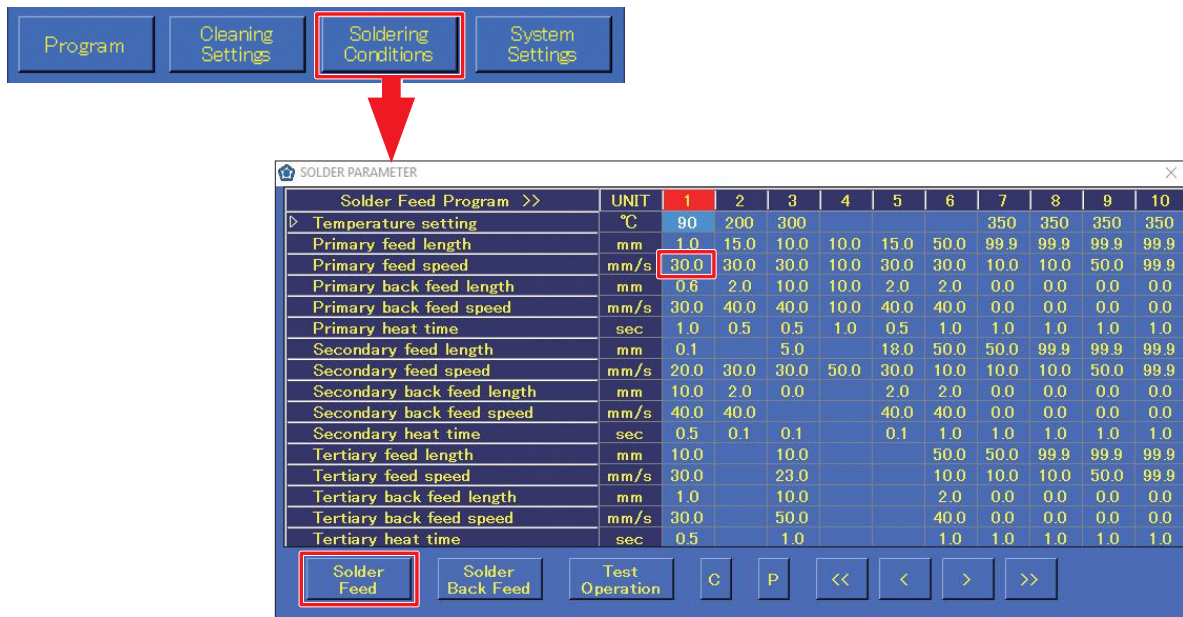 Program
Cleaning
Settings
Soldering
Conditions
System
Settings
SOLDER PARAMETER
Solder Feed Program >> UNIT 1 2 3 4 5 6 7 8 9 10
Temperature setting ℃ 90 200 300 350 350 350 350
Primary feed length mm 1.0 15.0 10.0 10.0 15.0 50.0 99.9 99.9 99.9 99.9
Primary feed speed mm/s 30.0 30.0 30.0 10.0 30.0 30.0 10.0 10.0 50.0 99.9
Primary back feed length mm 0.6 2.0 10.0 10.0 2.0 2.0 0.0 0.0 0.0 0.0
Primary back feed speed mm/s 30.0 40.0 40.0 10.0 40.0 40.0 0.0 0.0 0.0 0.0
Primary heat time sec 1.0 0.5 0.5 1.0 0.5 1.0 1.0 1.0 1.0 1.0
Secondary feed length mm 0.1 5.0 18.0 50.0 50.0 99.9 99.9 99.9
Secondary feed speed mm/s 20.0 30.0 30.0 50.0 30.0 10.0 10.0 10.0 50.0 99.9
Secondary back feed length mm 10.0 2.0 0.0 2.0 2.0 0.0 0.0 0.0 0.0
Secondary back feed speed mm/s 40.0 40.0 40.0 40.0 0.0 0.0 0.0 0.0
Secondary heat time sec 0.5 0.1 0.1 0.1 1.0 1.0 1.0 1.0 1.0
Tertiary feed length mm 10.0 10.0 50.0 50.0 99.9 99.9 99.9
Tertiary feed speed mm/s 30.0 23.0 10.0 10.0 10.0 50.0 99.9
Tertiary back feed length mm 1.0 10.0 2.0 0.0 0.0 0.0 0.0
Tertiary back feed speed mm/s 30.0 50.0 40.0 0.0 0.0 0.0 0.0
Tertiary heat time sec 0.5 1.0 1.0 1.0 1.0 1.0 1.0
Solder
Feed
Solder
Back Feed
Test
Operation
C
P
<<
<
>
>>